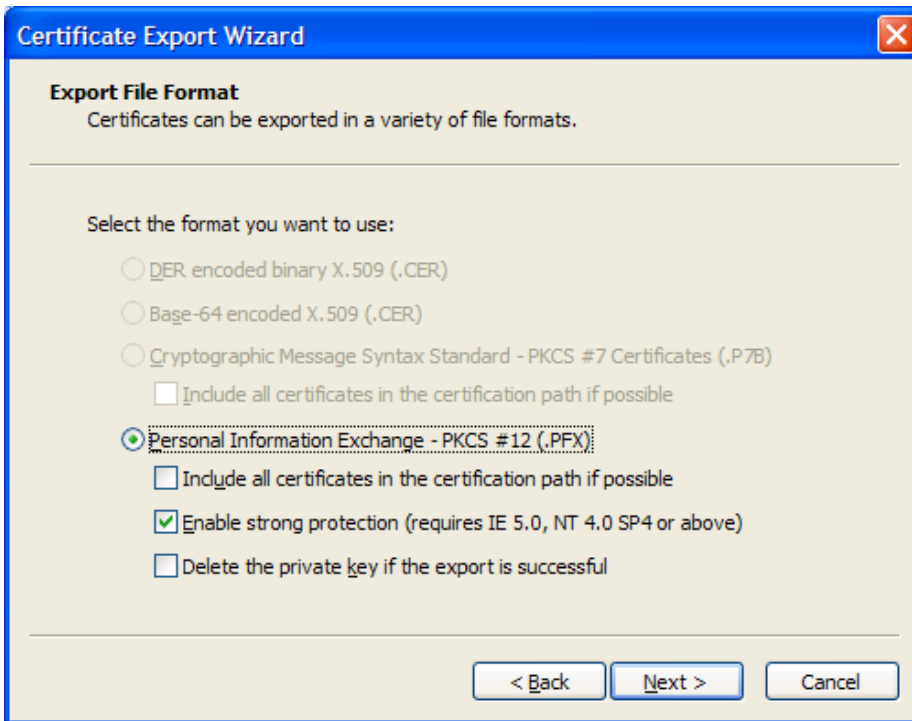 Certificate Export Wizard
Export File Format
Certificates can be exported in a variety of file formats.
Select the format you want to use:
DER encoded binary X.509 (.CER)
Base-64 encoded X.509 (.CER)
Cryptographic Message Syntax Standard - PKCS #7 Certificates (.P7B)
Include all certificates in the certification path if possible
Personal Information Exchange - PKCS #12 (.PFX)
Include all certificates in the certification path if possible
Enable strong protection (requires IE 5.0, NT 4.0 SP4 or above)
Delete the private key if the export is successful
< Back Next > Cancel